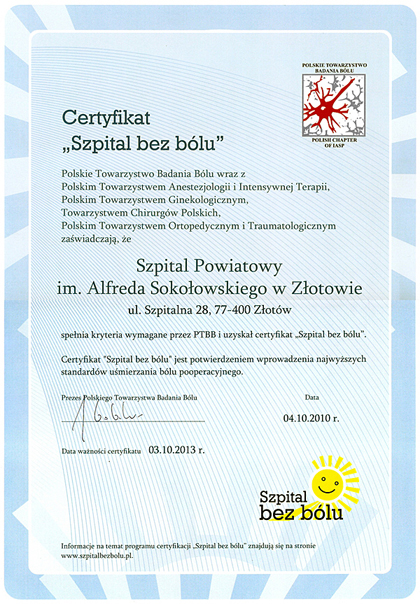 POLSKIE TOWARZYSTWO
BADANIA BÓLU
POLISH CHAPTER
OF IASP
Certyfikat
„Szpital bez bólu”
Polskie Towarzystwo Badania Bólu wraz z
Polskim Towarzystwem Anestezjologii i Intensywnej Terapii,
Polskim Towarzystwem Ginekologicznym,
Towarzystwem Chirurgów Polskich,
Polskim Towarzystwem Ortopedycznym i Traumatologicznym
zaświadczają, że
Szpital Powiatowy
im. Alfreda Sokołowskiego w Złotowie
ul. Szpitalna 28, 77-400 Złotów
spełnia kryteria wymagane przez PTBB i uzyskał certyfikat „Szpital bez bólu”.
Certyfikat "Szpital bez bólu" jest potwierdzeniem wprowadzenia najwyższych
standardów uśmierzania bólu pooperacyjnego.
Prezes Polskiego Towarzystwa Badania Bólu
Data
04.10.2010 r.
Data ważności certyfikatu 03.10.2013 r.
Szpital
bez bólu
Informacje na temat programu certyfikacji „Szpital bez bólu” znajdują się na stronie
www.szpitalbezbolu.pl.